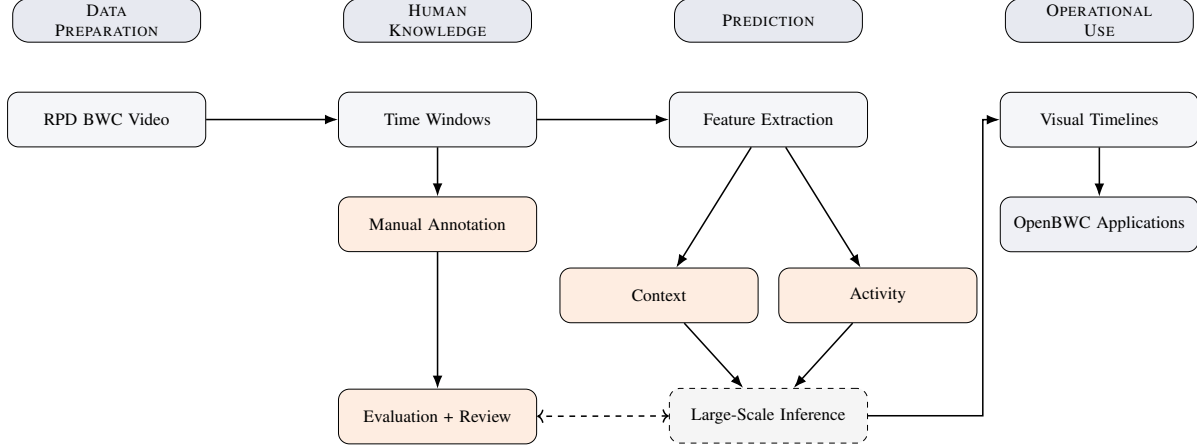 DATA
PREPARATION
HUMAN
KNOWLEDGE
PREDICTION
OPERATIONAL
USE
RPD BWC Video
Time Windows
Feature Extraction
Visual Timelines
Manual Annotation
OpenBWC Applications
Context
Activity
Evaluation + Review
Large-Scale Inference